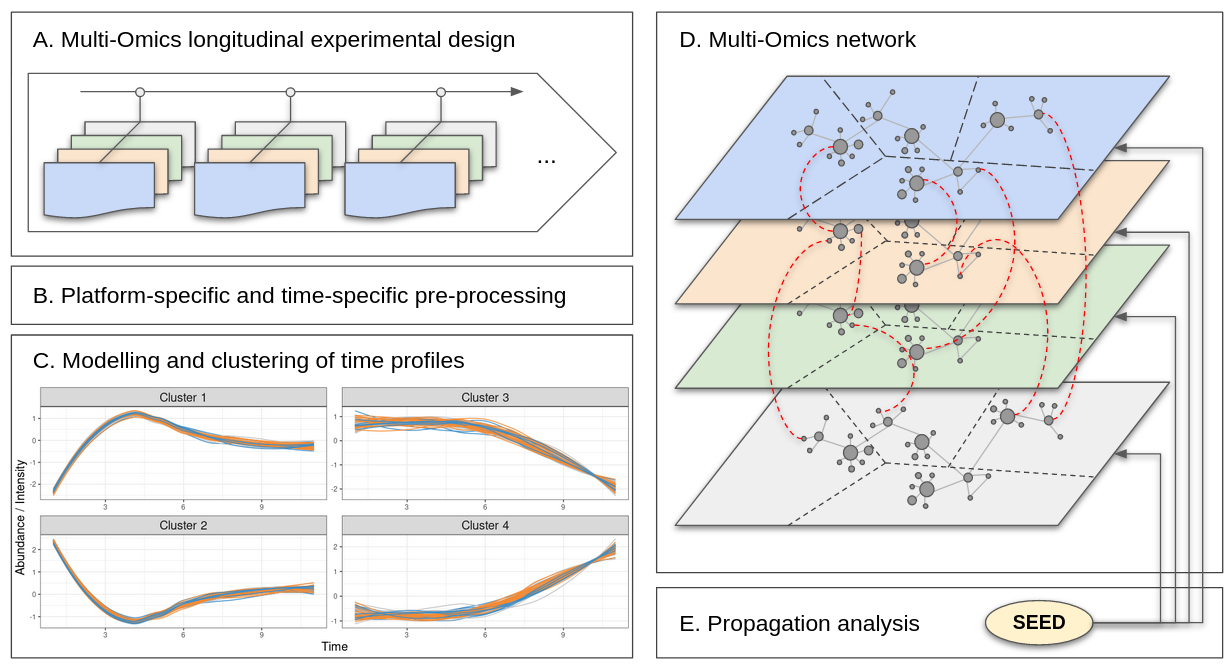 A. Multi-Omics longitudinal experimental design
...
B. Platform-specific and time-specific pre-processing
C. Modelling and clustering of time profiles
Cluster 1
Cluster 3
1
0
-1
-2
3
6
9
1
0
-1
-2
3
6
9
Cluster 2
Cluster 4
2
1
0
-1
3
6
9
2
1
0
-1
3
6
9
Abundance / Intensity
Time
D. Multi-Omics network
E. Propagation analysis
SEED